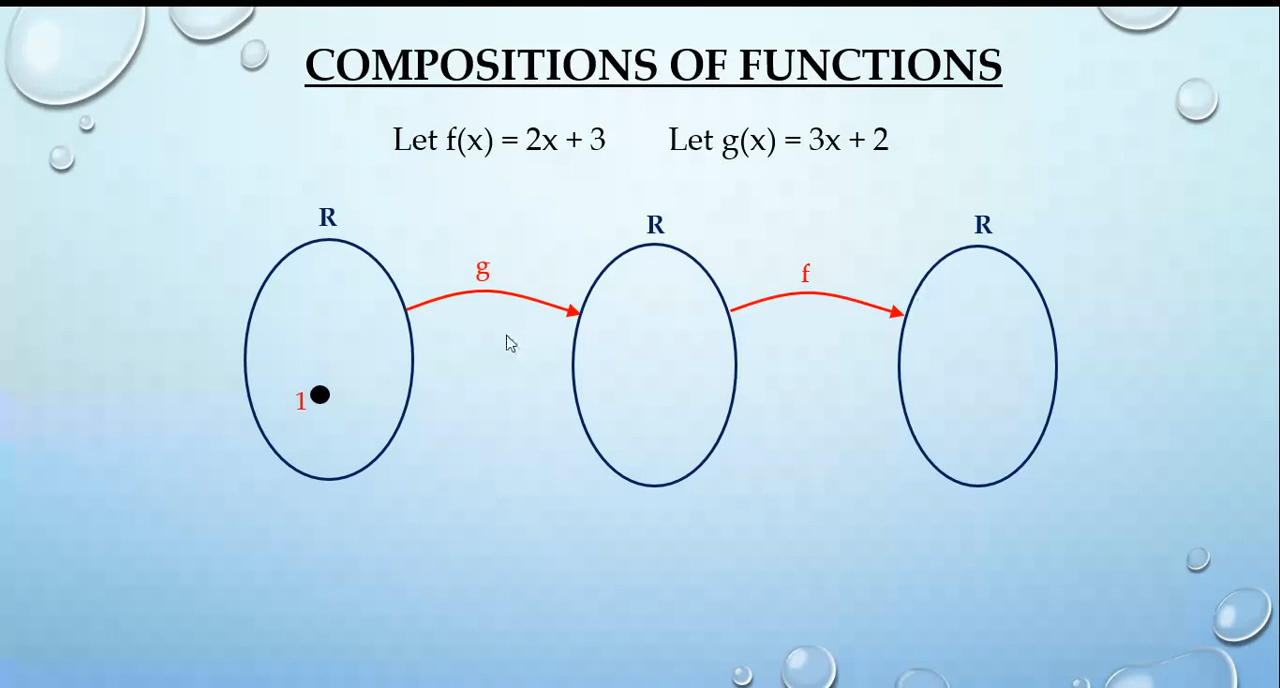 COMPOSITIONS OF FUNCTIONS
Let f(x) = 2x + 3 Let g(x) = 3x + 2
R R R
g f
1